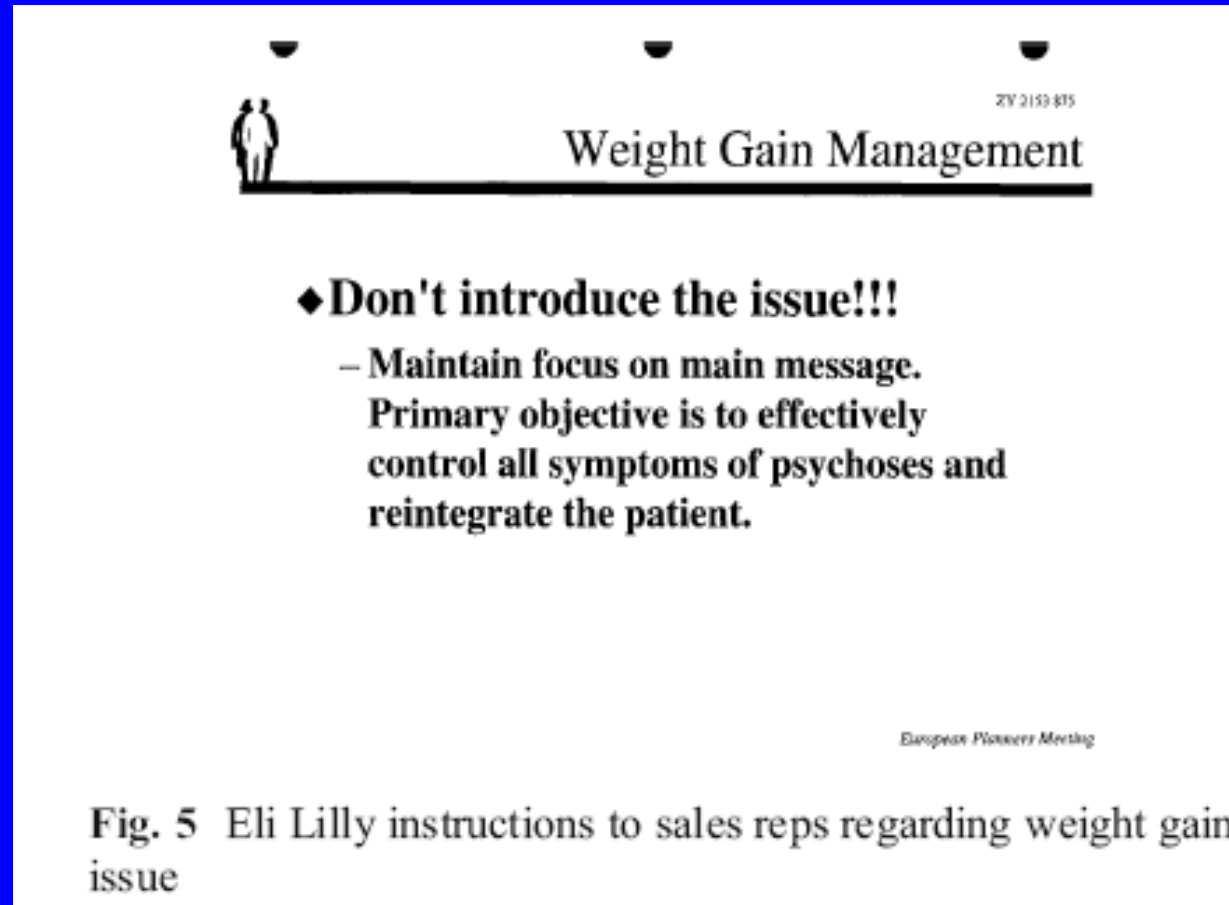 ZY 2153 875
Weight Gain Management
◆Don't introduce the issue!!!
– Maintain focus on main message.
Primary objective is to effectively
control all symptoms of psychoses and
reintegrate the patient.
European Planners Meeting
Fig. 5 Eli Lilly instructions to sales reps regarding weight gain
issue